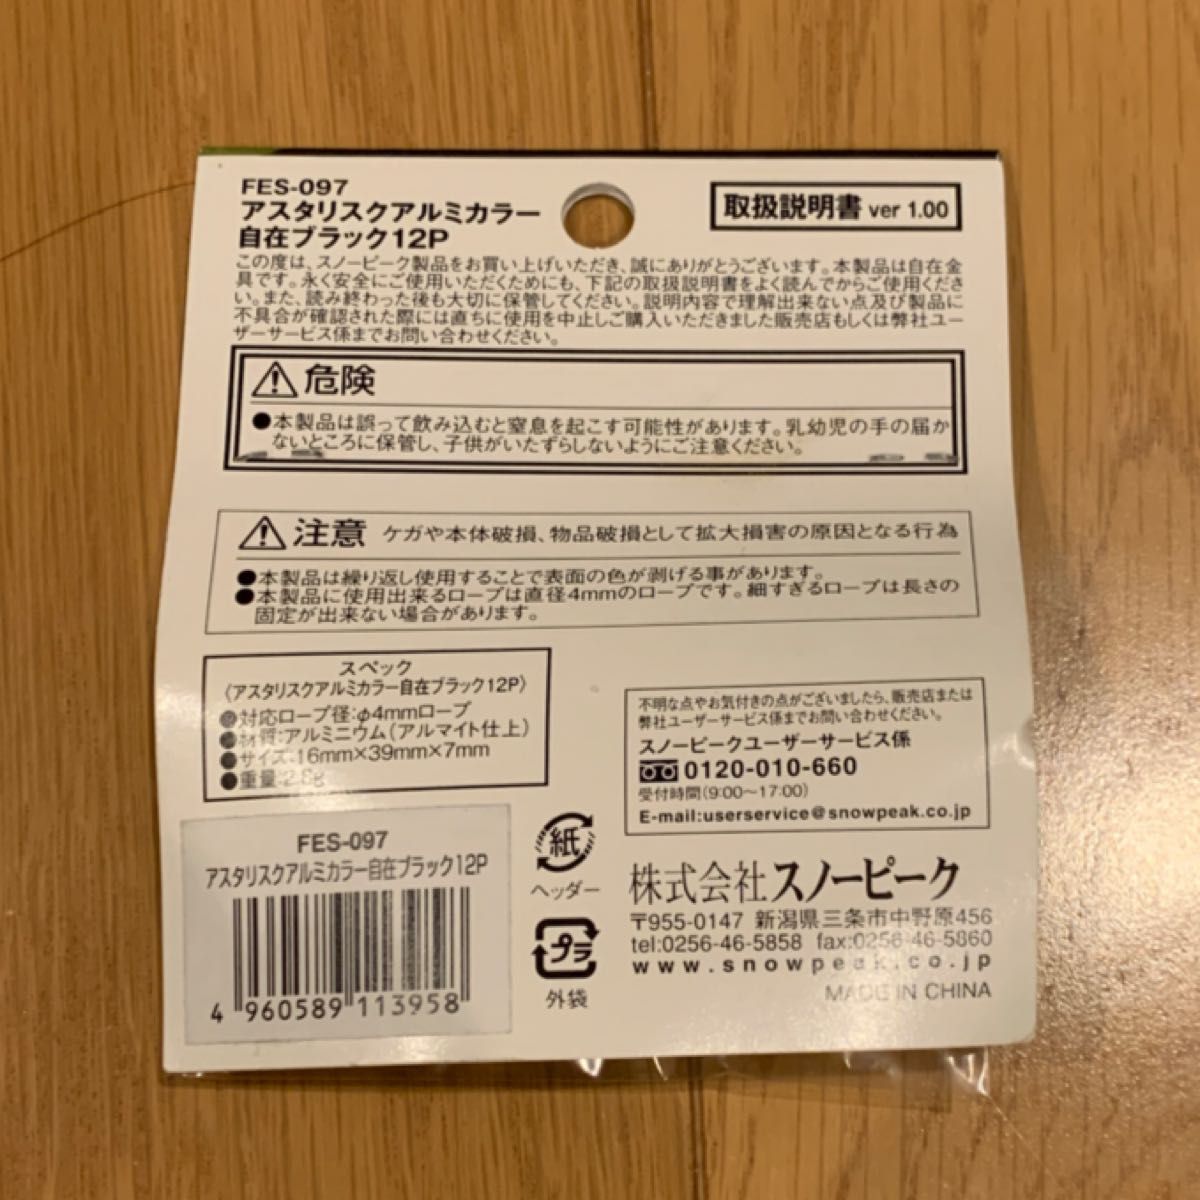 FES-097
アスタリスクアルミカラー
自在ブラック12P
取扱説明書 ver 1.00
この度は、スノーピーク製品をお買い上げいただき、誠にありがとうございます。本製品は自在金
具です。永く安全にご使用いただくためにも、下記の取扱説明書をよく読んでからご使用くださ
い。また、読み終わった後も大切に保管してください。説明内容で理解出来ない点及び製品に
不具合が確認された際には直ちに使用を中止しご購入いただきました販売店もしくは弊社ユー
ザーサービス係までお問い合わせください。
危険
●本製品は誤って飲み込むと窒息を起こす可能性があります。乳幼児の手の届か
ないところに保管し、子供がいたずらしないようにご注意ください。
注意 ケガや本体破損、物品破損として拡大損害の原因となる行為
●本製品は繰り返し使用することで表面の色が剥げる事があります。
●本製品に使用出来るロープは直径4mmのロープです。細すぎるロープは長さの
固定が出来ない場合があります。
スペック
〈アスタリスクアルミカラー自在ブラック12P〉
●対応ロープ径:φ4mmロープ
●材質:アルミニウム(アルマイト仕上)
●サイズ:16mm×39mm×7mm
●重量:2.8g
不明な点やお気付きの点がございましたら、販売店または
弊社ユーザーサービス係までお問い合わせください。
スノーピークユーザーサービス係
0120-010-660
受付時間(9:00〜17:00)
E-mail:userservice@snowpeak.co.jp
FES-097
アスタリスクアルミカラー自在ブラック12P
4 960589 113958
紙
ヘッダー
プラ
外袋
株式会社スノーピーク
〒955-0147 新潟県三条市中野原456
tel:0256-46-5858 fax:0256-46-5860
www.snowpeak.co.jp
MADE IN CHINA